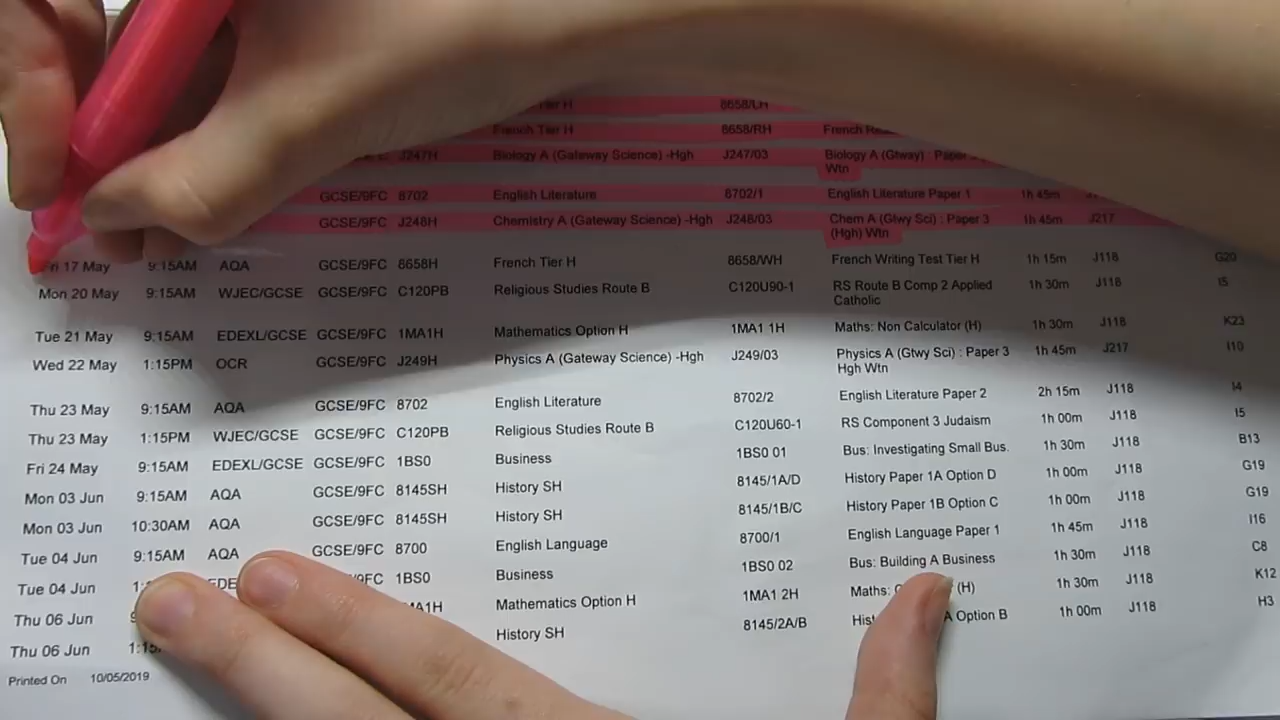 Tier H 8658/LH
French Tier H 8658/RH French
J247H Biology A (Gateway Science) -Hgh J247/03 Biology A (Gtway) : Paper
Wtn
GCSE/9FC 8702 English Literature 8702/1 English Literature Paper 1 1h 45m
GCSE/9FC J248H Chemistry A (Gateway Science) -Hgh J248/03 Chem A (Gtwy Sci) : Paper 3 1h 45m J217
(Hgh) Wtn
Fri 17 May 9:15AM AQA GCSE/9FC 8658H French Tier H 8658/WH French Writing Test Tier H 1h 15m J118 G20
Mon 20 May 9:15AM WJEC/GCSE GCSE/9FC C120PB Religious Studies Route B C120U90-1 RS Route B Comp 2 Applied 1h 30m J118 I5
Catholic
Tue 21 May 9:15AM EDEXL/GCSE GCSE/9FC 1MA1H Mathematics Option H 1MA1 1H Maths: Non Calculator (H) 1h 30m J118 K23
Wed 22 May 1:15PM OCR GCSE/9FC J249H Physics A (Gateway Science) -Hgh J249/03 Physics A (Gtwy Sci) : Paper 3 1h 45m J217 I10
Hgh Wtn
Thu 23 May 9:15AM AQA GCSE/9FC 8702 English Literature 8702/2 English Literature Paper 2 2h 15m J118 I4
Thu 23 May 1:15PM WJEC/GCSE GCSE/9FC C120PB Religious Studies Route B C120U60-1 RS Component 3 Judaism 1h 00m J118 I5
Fri 24 May 9:15AM EDEXL/GCSE GCSE/9FC 1BS0 Business 1BS0 01 Bus: Investigating Small Bus. 1h 30m J118 B13
Mon 03 Jun 9:15AM AQA GCSE/9FC 8145SH History SH 8145/1A/D History Paper 1A Option D 1h 00m J118 G19
Mon 03 Jun 10:30AM AQA GCSE/9FC 8145SH History SH 8145/1B/C History Paper 1B Option C 1h 00m J118 G19
Tue 04 Jun 9:15AM AQA GCSE/9FC 8700 English Language 8700/1 English Language Paper 1 1h 45m J118 I16
Tue 04 Jun 1BS0 Business 1BS0 02 Bus: Building A Business 1h 30m J118 C8
Thu 06 Jun Mathematics Option H 1MA1 2H Maths: (H) 1h 30m J118 K12
Thu 06 Jun History SH 8145/2A/B Option B 1h 00m J118 H3
Printed On 10/05/2019